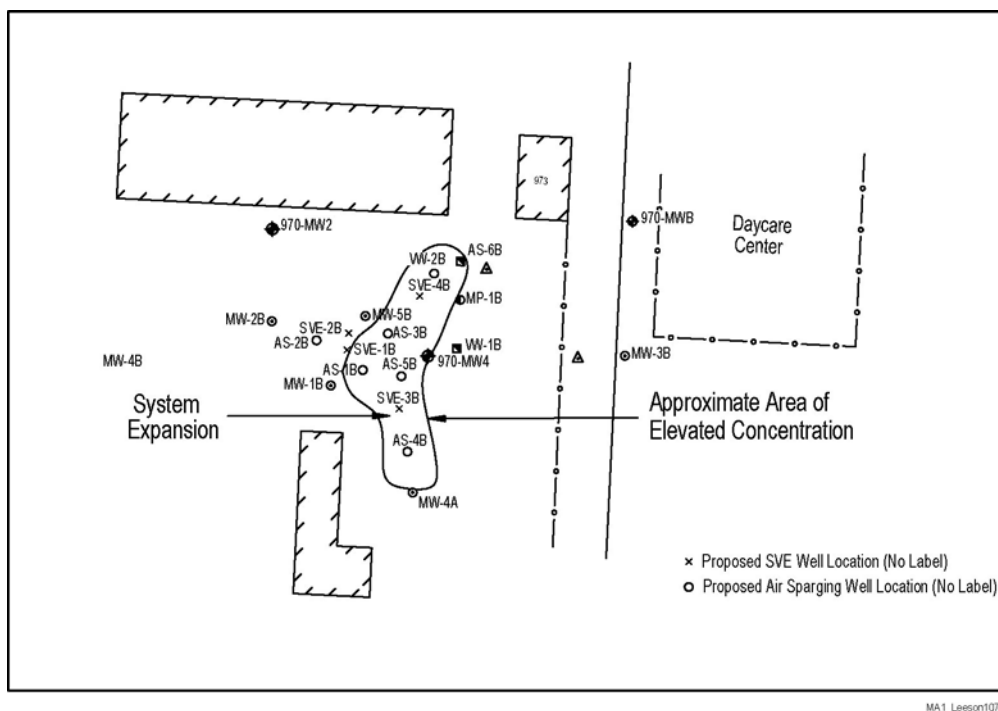 973
970-MW2
970-MWB
Daycare
Center
AS-6B
VW-2B
SVE-4B
MP-1B
MW-5B
MW-2B
SVE-2B
AS-3B
AS-2B
VW-1B
SVE-1B
970-MW4
MW-3B
MW-4B
AS-1B
AS-5B
MW-1B
SVE-3B
System
Expansion
Approximate Area of
Elevated Concentration
AS-4B
MW-4A
Proposed SVE Well Location (No Label)
Proposed Air Sparging Well Location (No Label)
MA1_Leeson107